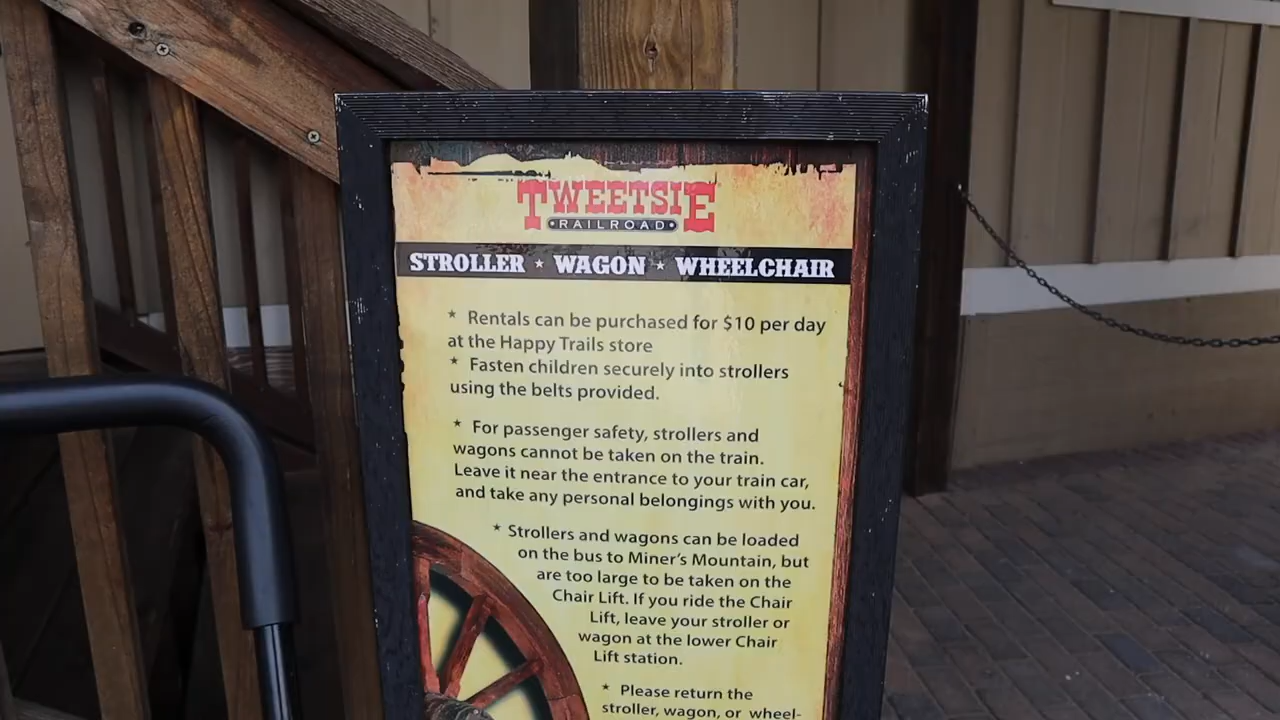 TWEETSIE
RAILROAD
STROLLER ★ WAGON ★ WHEELCHAIR
* Rentals can be purchased for $10 per day
at the Happy Trails store
* Fasten children securely into strollers
using the belts provided.
* For passenger safety, strollers and
wagons cannot be taken on the train.
Leave it near the entrance to your train car,
and take any personal belongings with you.
* Strollers and wagons can be loaded
on the bus to Miner's Mountain, but
are too large to be taken on the
Chair Lift. If you ride the Chair
Lift, leave your stroller or
wagon at the lower Chair
Lift station.
* Please return the
stroller, wagon, or wheel-